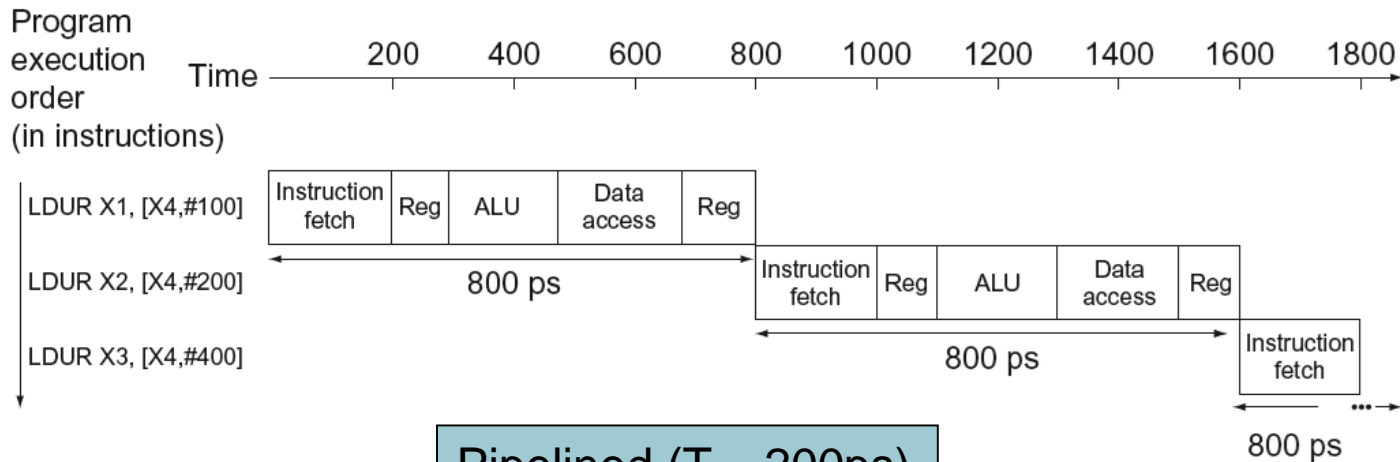 Program
execution
order
(in instructions)
Time
200 400 600 800 1000 1200 1400 1600 1800
LDUR X1, [X4,#100]
Instruction
fetch
Reg
ALU
Data
access
Reg
800 ps
LDUR X2, [X4,#200]
Instruction
fetch
Reg
ALU
Data
access
Reg
800 ps
LDUR X3, [X4,#400]
Instruction
fetch
...
800 ps
Pipelined (T
200ps)